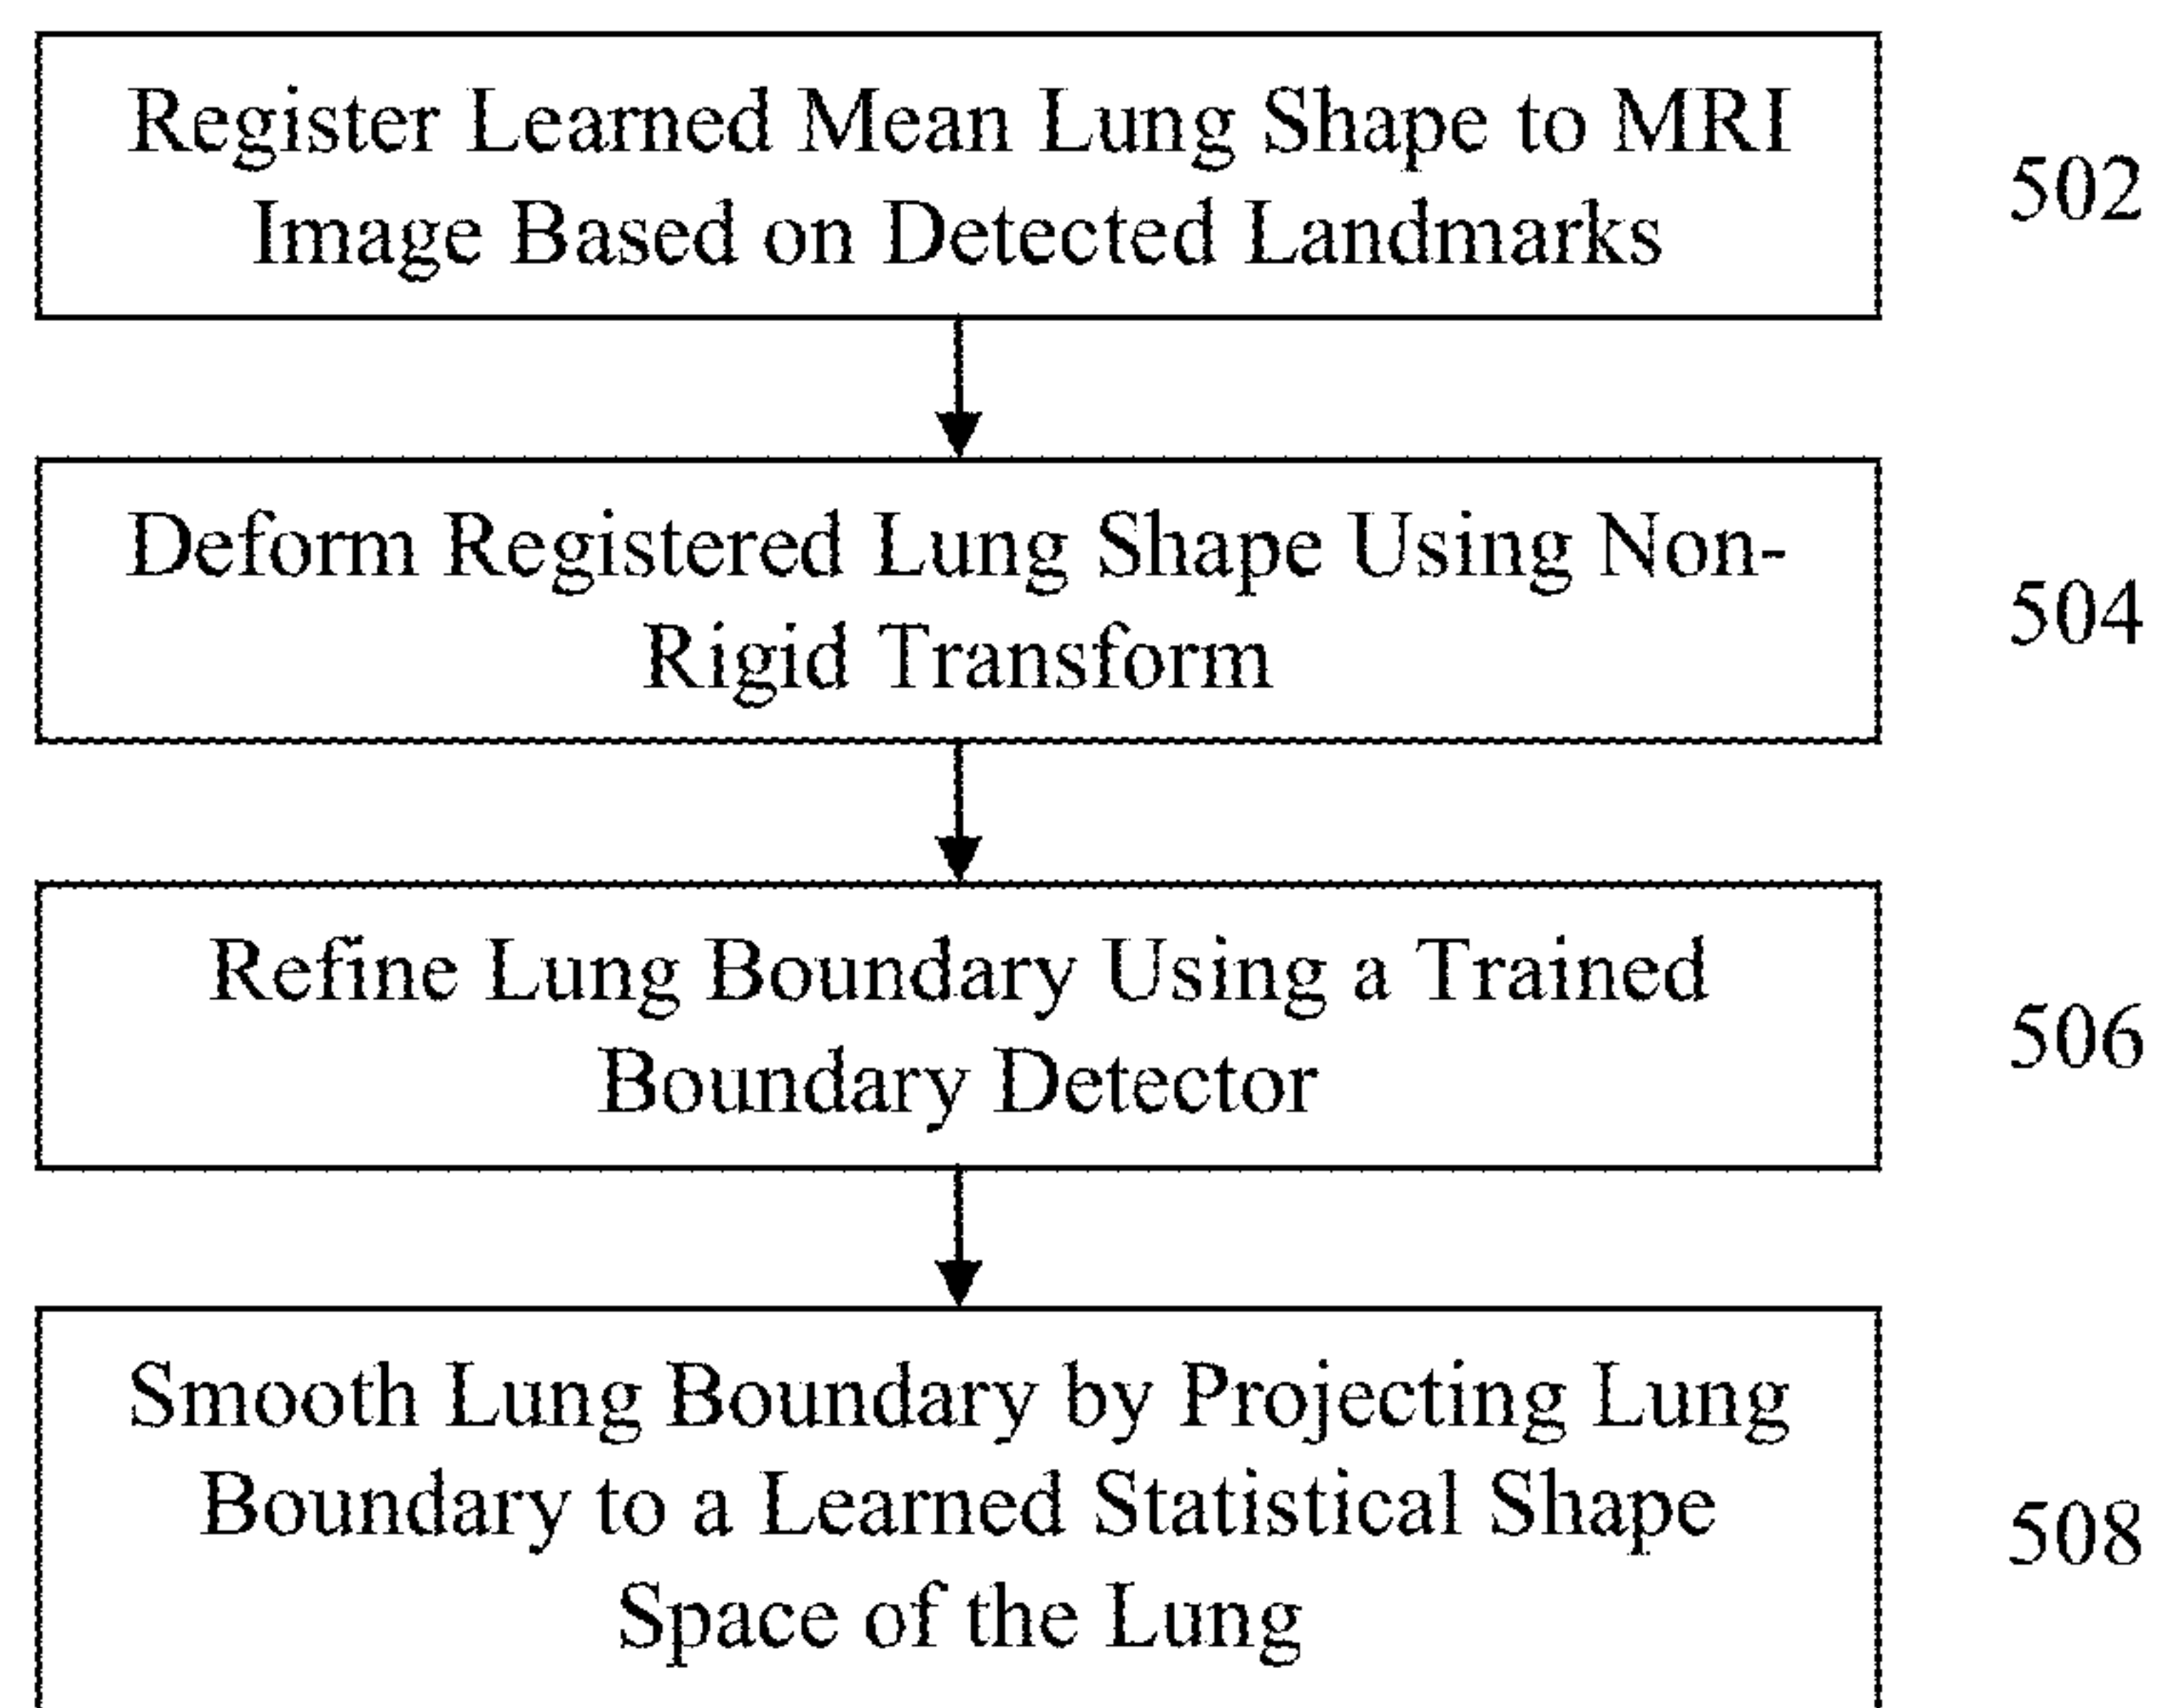 Register Learned Mean Lung Shape to MRI
Image Based on Detected Landmarks
502
Deform Registered Lung Shape Using Non-
Rigid Transform
504
Refine Lung Boundary Using a Trained
Boundary Detector
506
Smooth Lung Boundary by Projecting Lung
Boundary to a Learned Statistical Shape
Space of the Lung
508